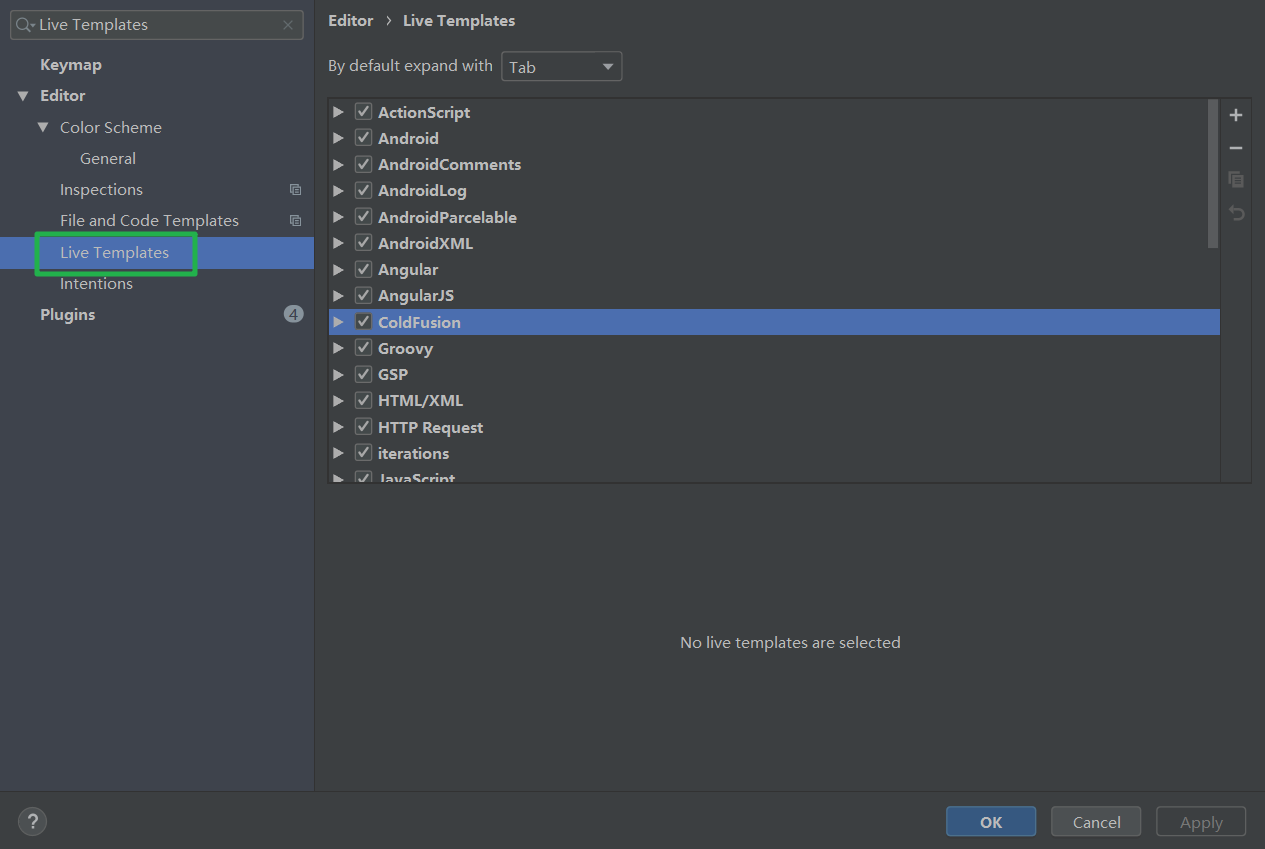 Live Templates
Keymap
Editor
Color Scheme
General
Inspections
File and Code Templates
Live Templates
Intentions
Plugins 4
Editor › Live Templates
By default expand with Tab
ActionScript
Android
AndroidComments
AndroidLog
AndroidParcelable
AndroidXML
Angular
AngularJS
ColdFusion
Groovy
GSP
HTML/XML
HTTP Request
iterations
JavaScript
No live templates are selected
?
OK
Cancel
Apply